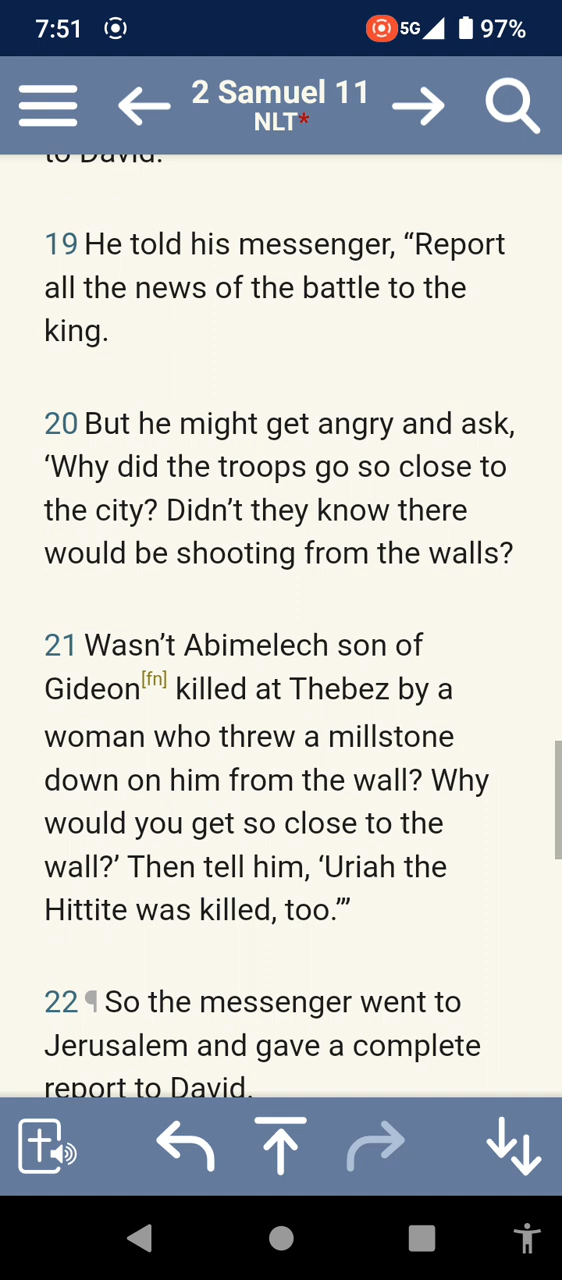 7:51 5G 97%
2 Samuel 11
NLT*
to David.
19 He told his messenger, “Report
all the news of the battle to the
king.
20 But he might get angry and ask,
‘Why did the troops go so close to
the city? Didn’t they know there
would be shooting from the walls?
21 Wasn’t Abimelech son of
Gideon[fn] killed at Thebez by a
woman who threw a millstone
down on him from the wall? Why
would you get so close to the
wall?’ Then tell him, ‘Uriah the
Hittite was killed, too.’”
22 ¶ So the messenger went to
Jerusalem and gave a complete
report to David.